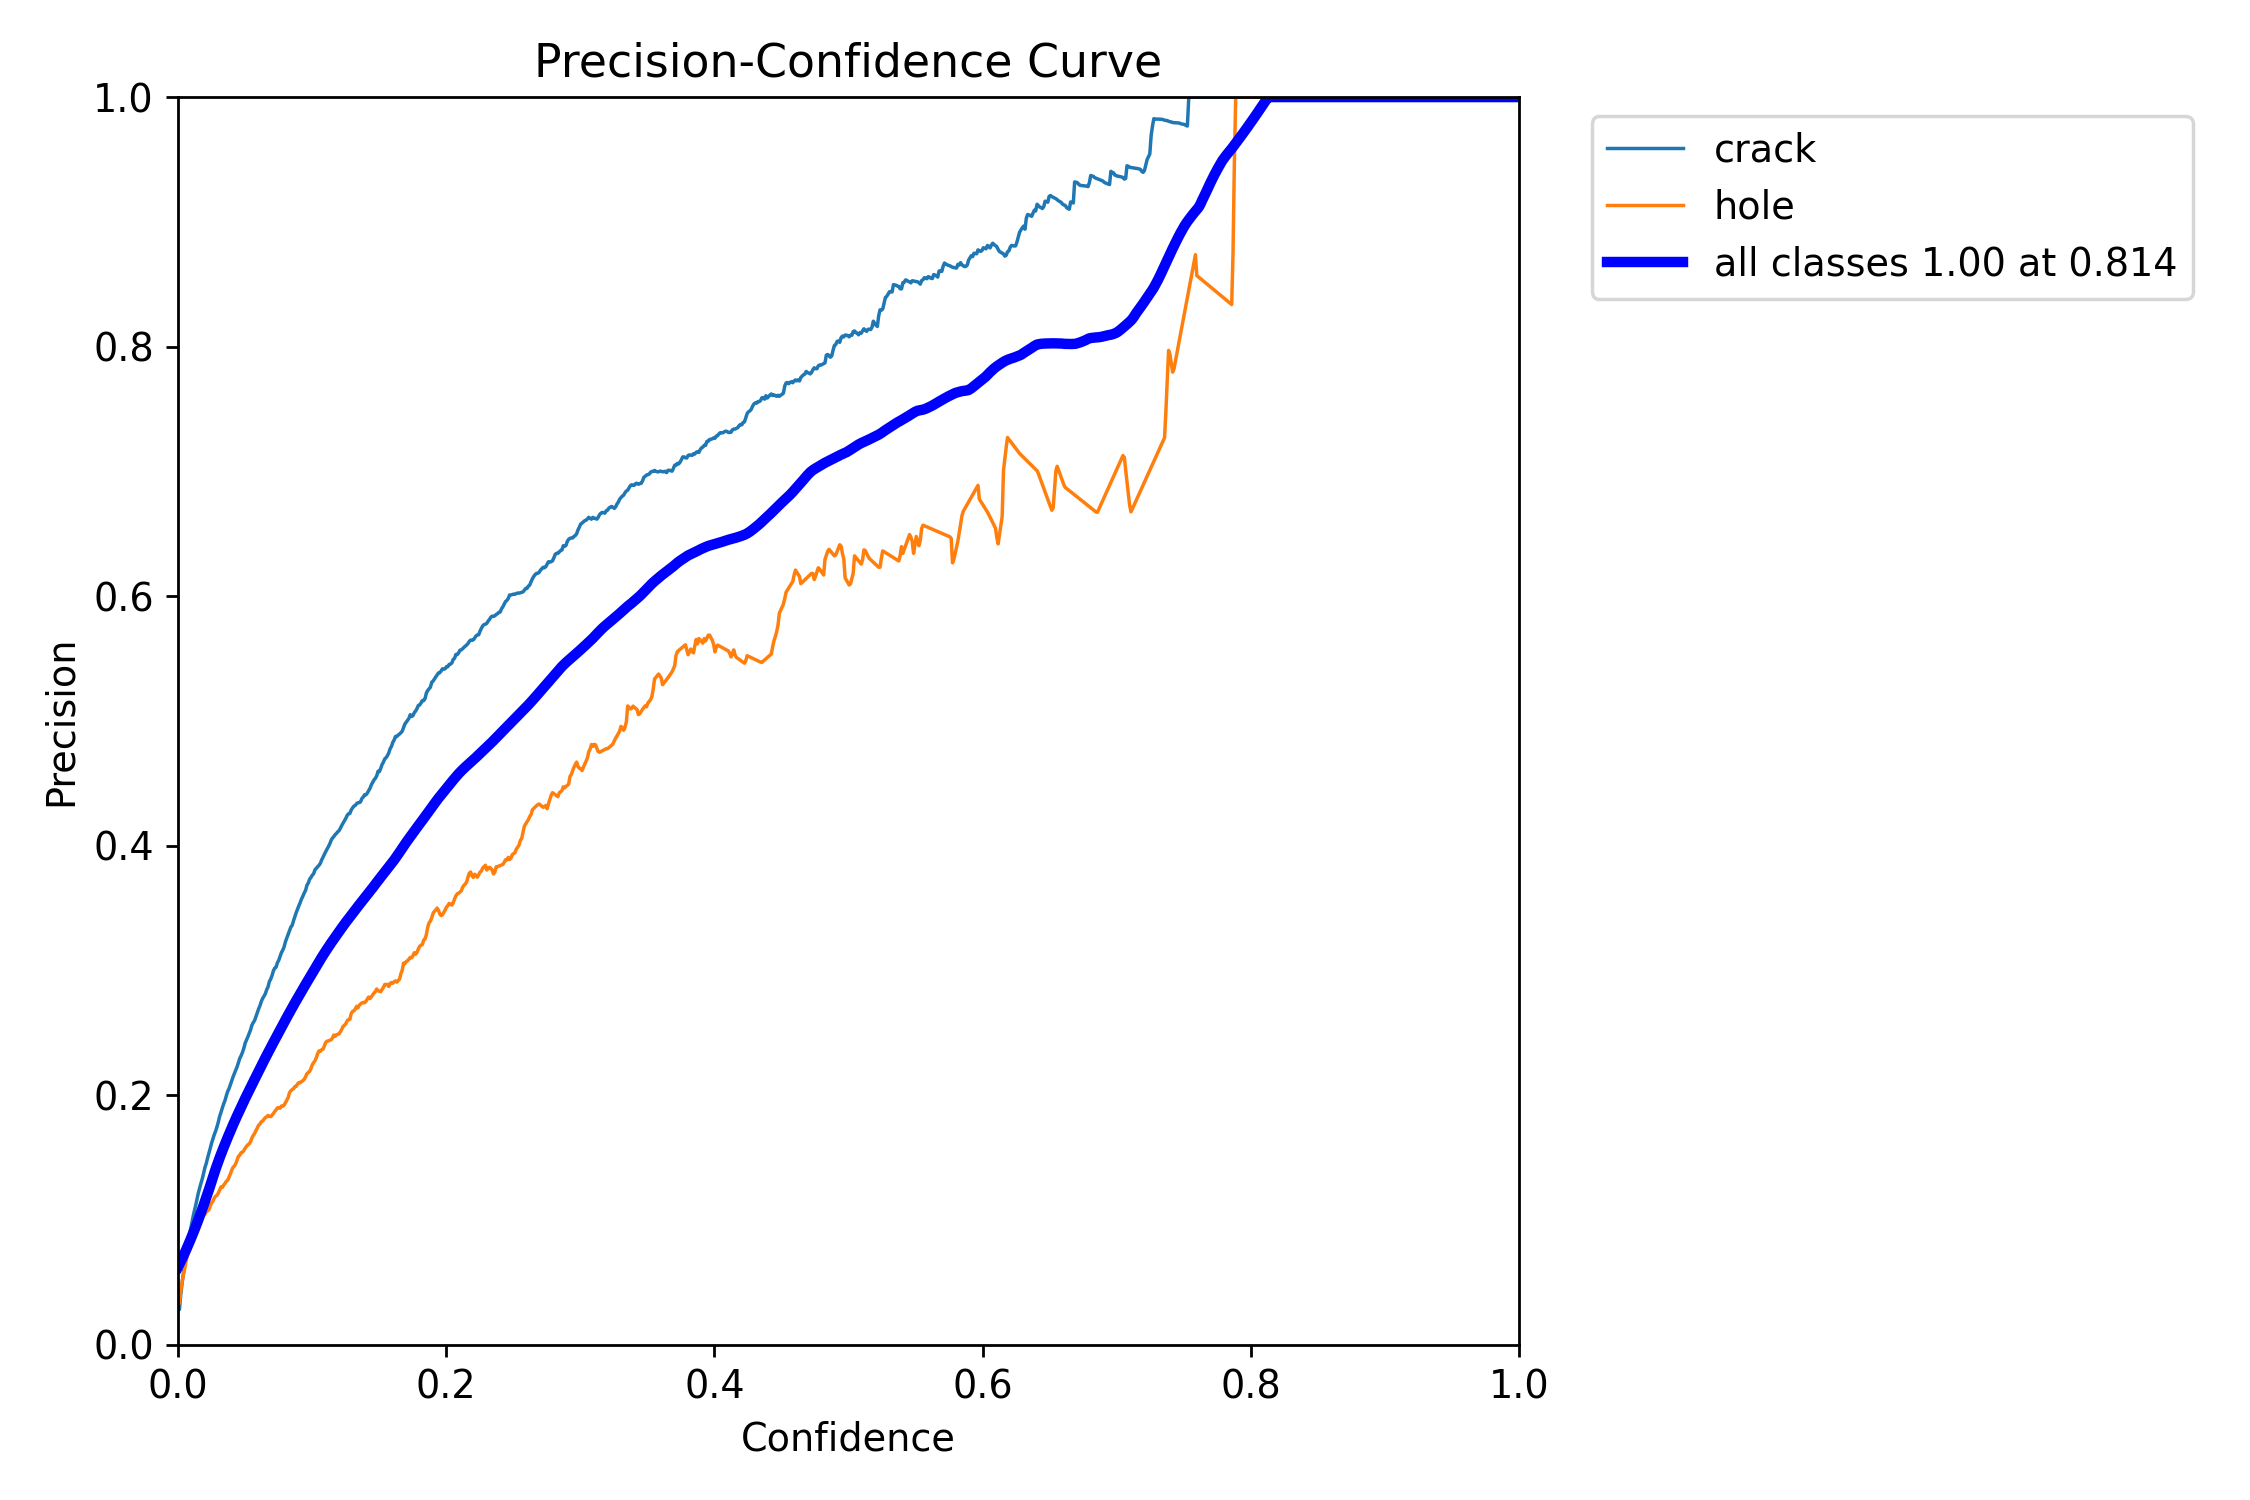 Precision-Confidence Curve
1.0
0.8
0.6
0.4
0.2
0.0
Precision
0.0 0.2 0.4 0.6 0.8 1.0
Confidence
crack
hole
all classes 1.00 at 0.814